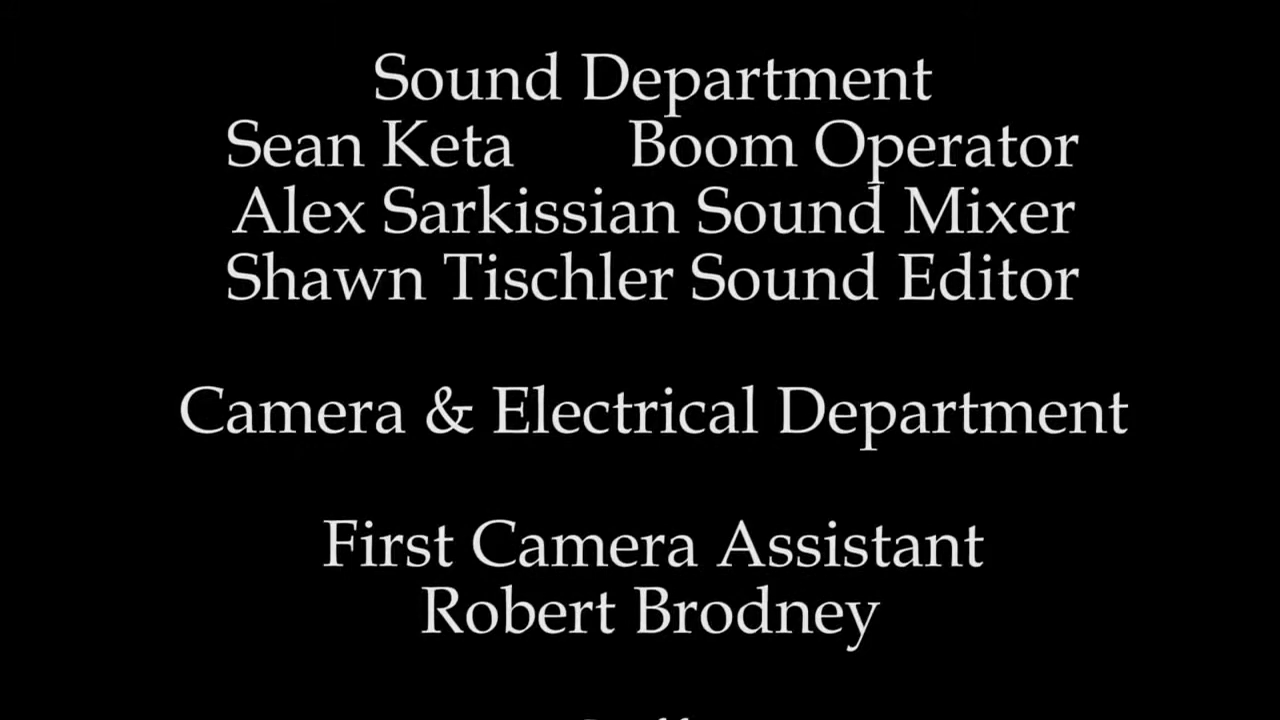 Sound Department
Sean Keta Boom Operator
Alex Sarkissian Sound Mixer
Shawn Tischler Sound Editor
Camera & Electrical Department
First Camera Assistant
Robert Brodney